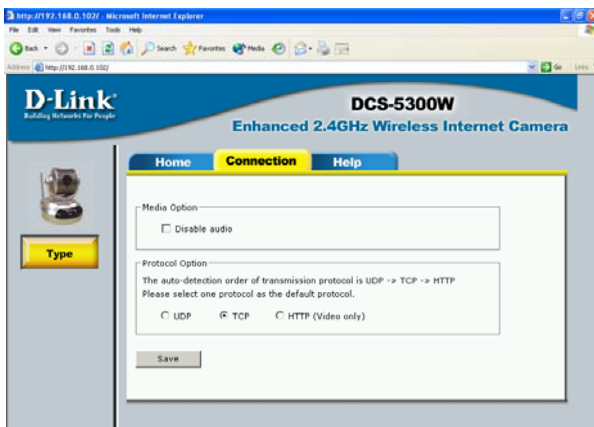 http://192.168.0.102/ - Microsoft Internet Explorer
File Edit View Favorites Tools Help
Back Search Favorites Media
Address http://192.168.0.102/ Go Links
D-Link
Building Networks For People
DCS-5300W
Enhanced 2.4GHz Wireless Internet Camera
Home Connection Help
Type
Media Option
Disable audio
Protocol Option
The auto-detection order of transmission protocol is UDP -> TCP -> HTTP
Please select one protocol as the default protocol.
UDP TCP HTTP (Video only)
Save